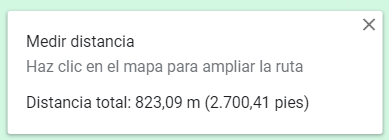 Medir distancia
Haz clic en el mapa para ampliar la ruta
Distancia total: 823,09 m (2.700,41 pies)